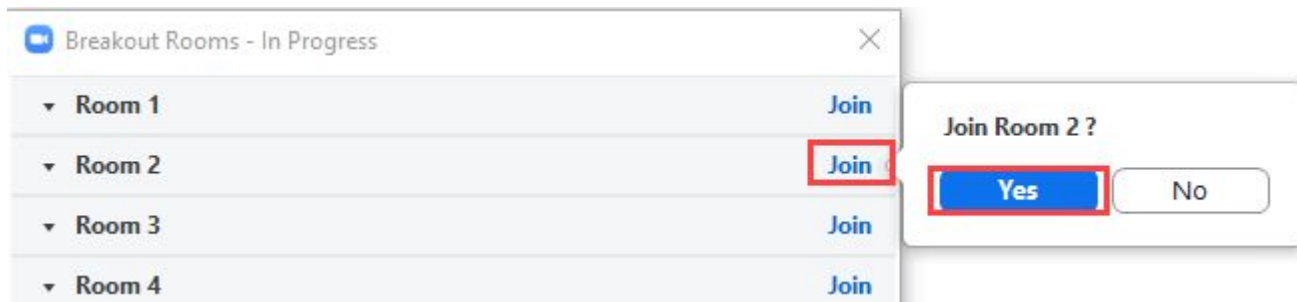 Breakout Rooms - In Progress
Room 1 Join
Room 2 Join
Room 3 Join
Room 4 Join
Join Room 2 ?
Yes No